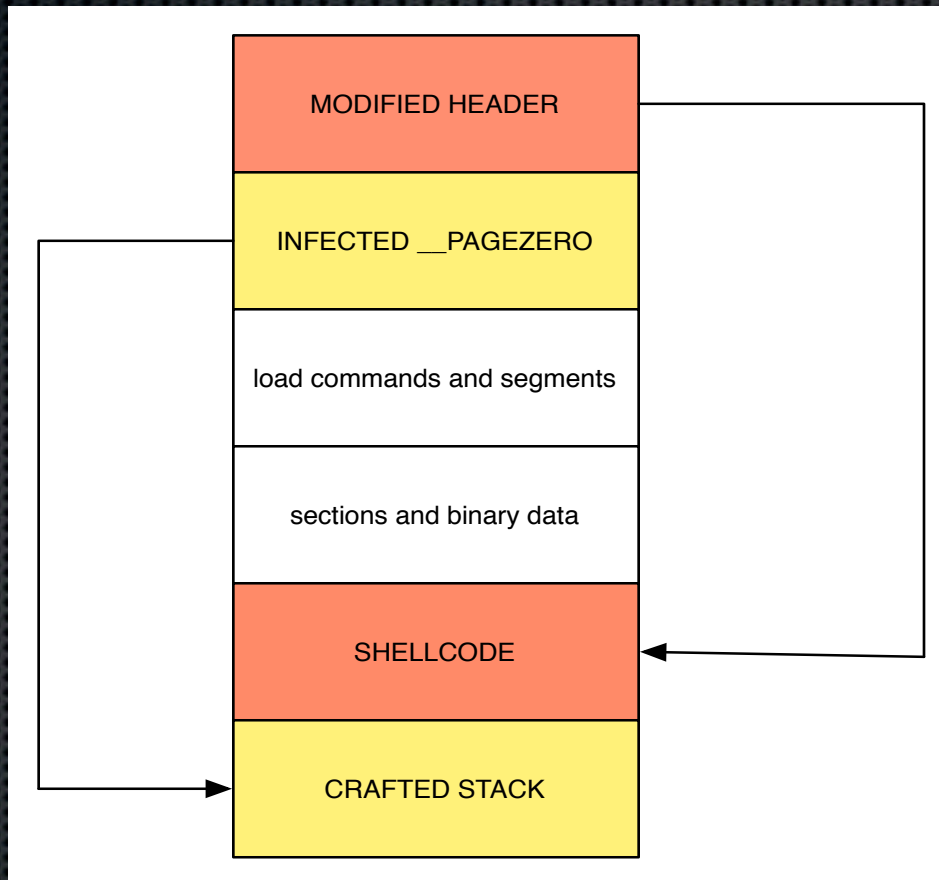 MODIFIED HEADER
INFECTED __PAGEZERO
load commands and segments
sections and binary data
SHELLCODE
CRAFTED STACK